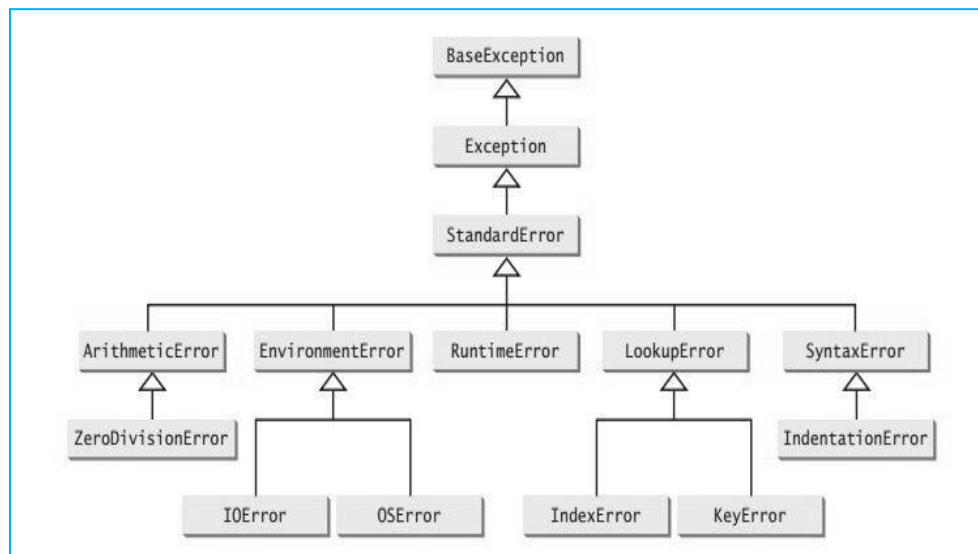 BaseException
Exception
StandardError
ArithmeticError EnvironmentError RuntimeError LookupError SyntaxError
ZeroDivisionError IndentationError
IOError OSError IndexError KeyError